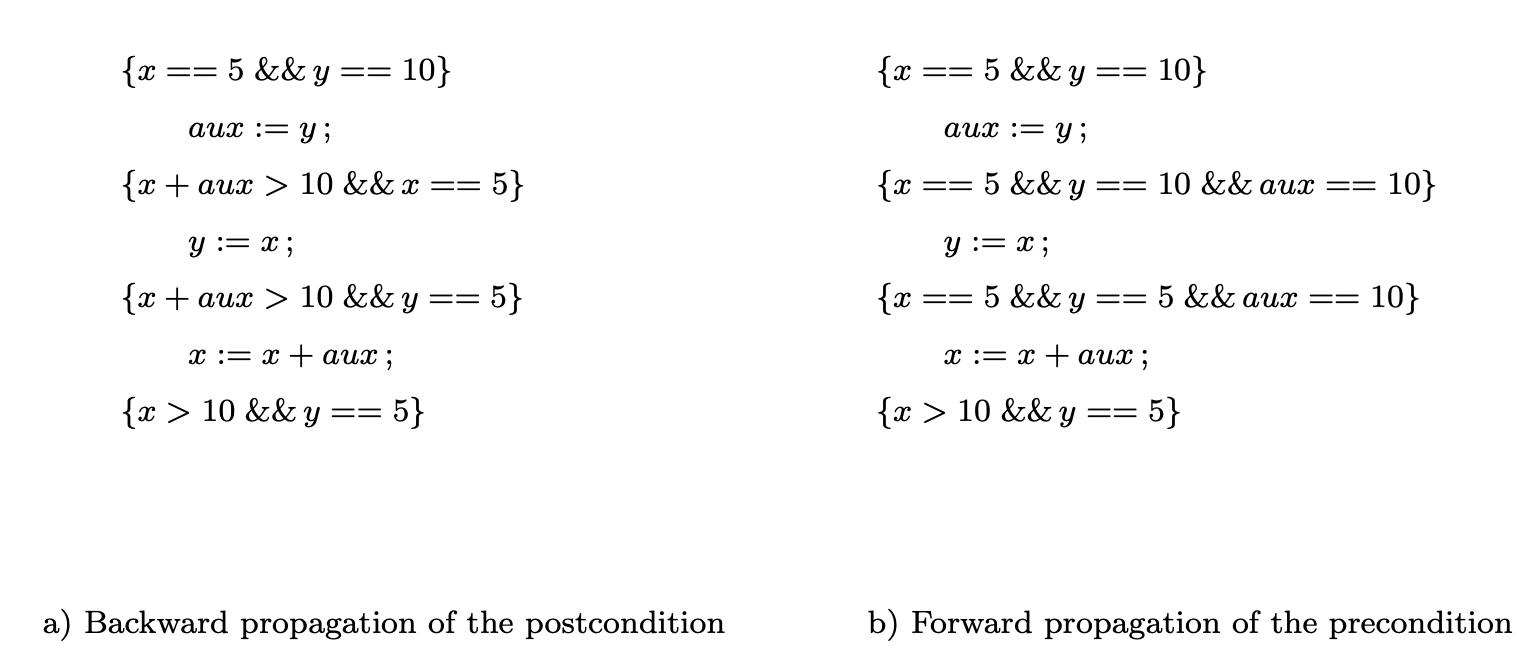 {x == 5 && y == 10}
aux := y ;
{x + aux > 10 && x == 5}
y := x ;
{x + aux > 10 && y == 5}
x := x + aux ;
{x > 10 && y == 5}
a) Backward propagation of the postcondition
{x == 5 && y == 10}
aux := y ;
{x == 5 && y == 10 && aux == 10}
y := x ;
{x == 5 && y == 5 && aux == 10}
x := x + aux ;
{x > 10 && y == 5}
b) Forward propagation of the precondition